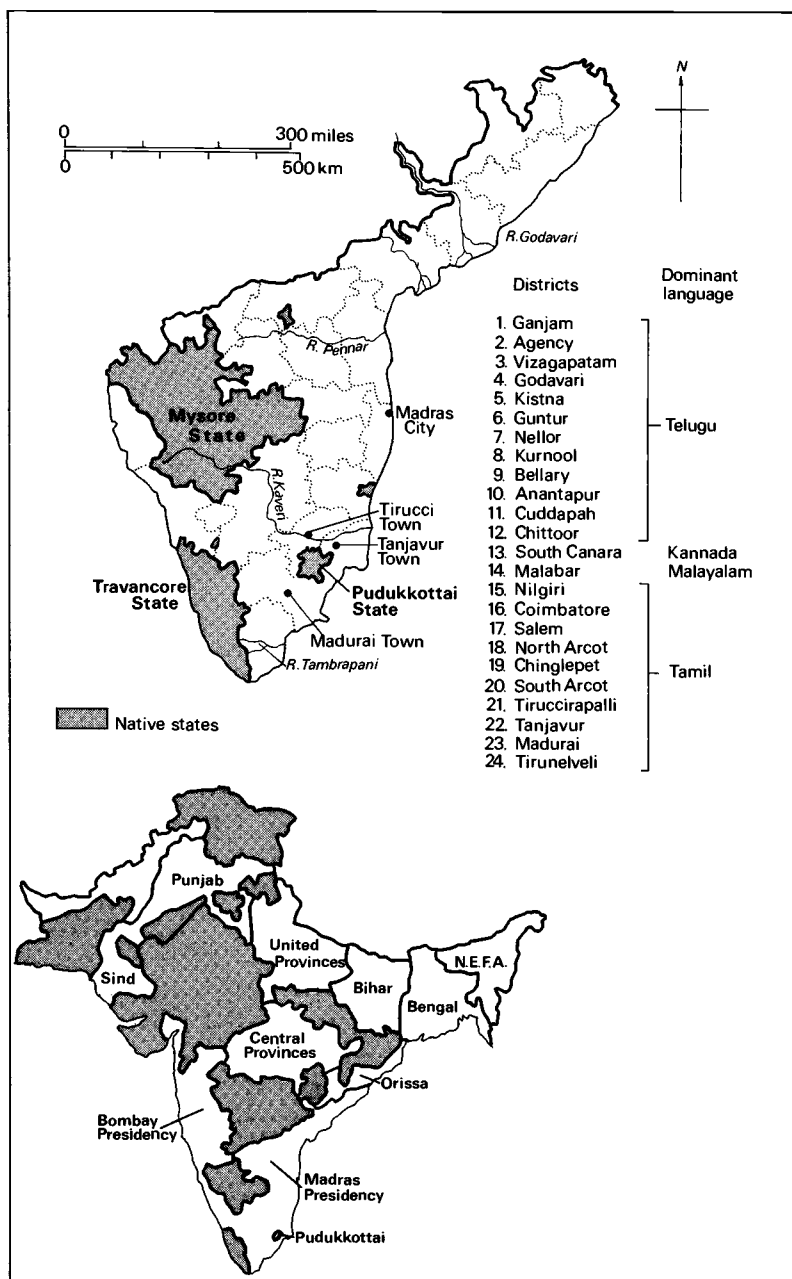 N
0 300 miles
0 500 km
R. Godavari
Districts
Dominant
language
1. Ganjam
2. Agency
3. Vizagapatam
4. Godavari
5. Kistna
6. Guntur
7. Nellor
8. Kurnool
9. Bellary
10. Anantapur
11. Cuddapah
12. Chittoor
Telugu
13. South Canara
Kannada
14. Malabar
Malayalam
15. Nilgiri
16. Coimbatore
17. Salem
18. North Arcot
19. Chinglepet
20. South Arcot
21. Tiruccirapalli
22. Tanjavur
23. Madurai
24. Tirunelveli
Tamil
R. Pennar
Mysore
State
Madras
City
R. Kaveri
Tirucci
Town
Tanjavur
Town
Travancore
State
Pudukkottai
State
Madurai Town
R. Tambrapani
Native states
Punjab
Sind
United
Provinces
Bihar
Bengal
N.E.F.A.
Central
Provinces
Orissa
Bombay
Presidency
Madras
Presidency
Pudukkottai